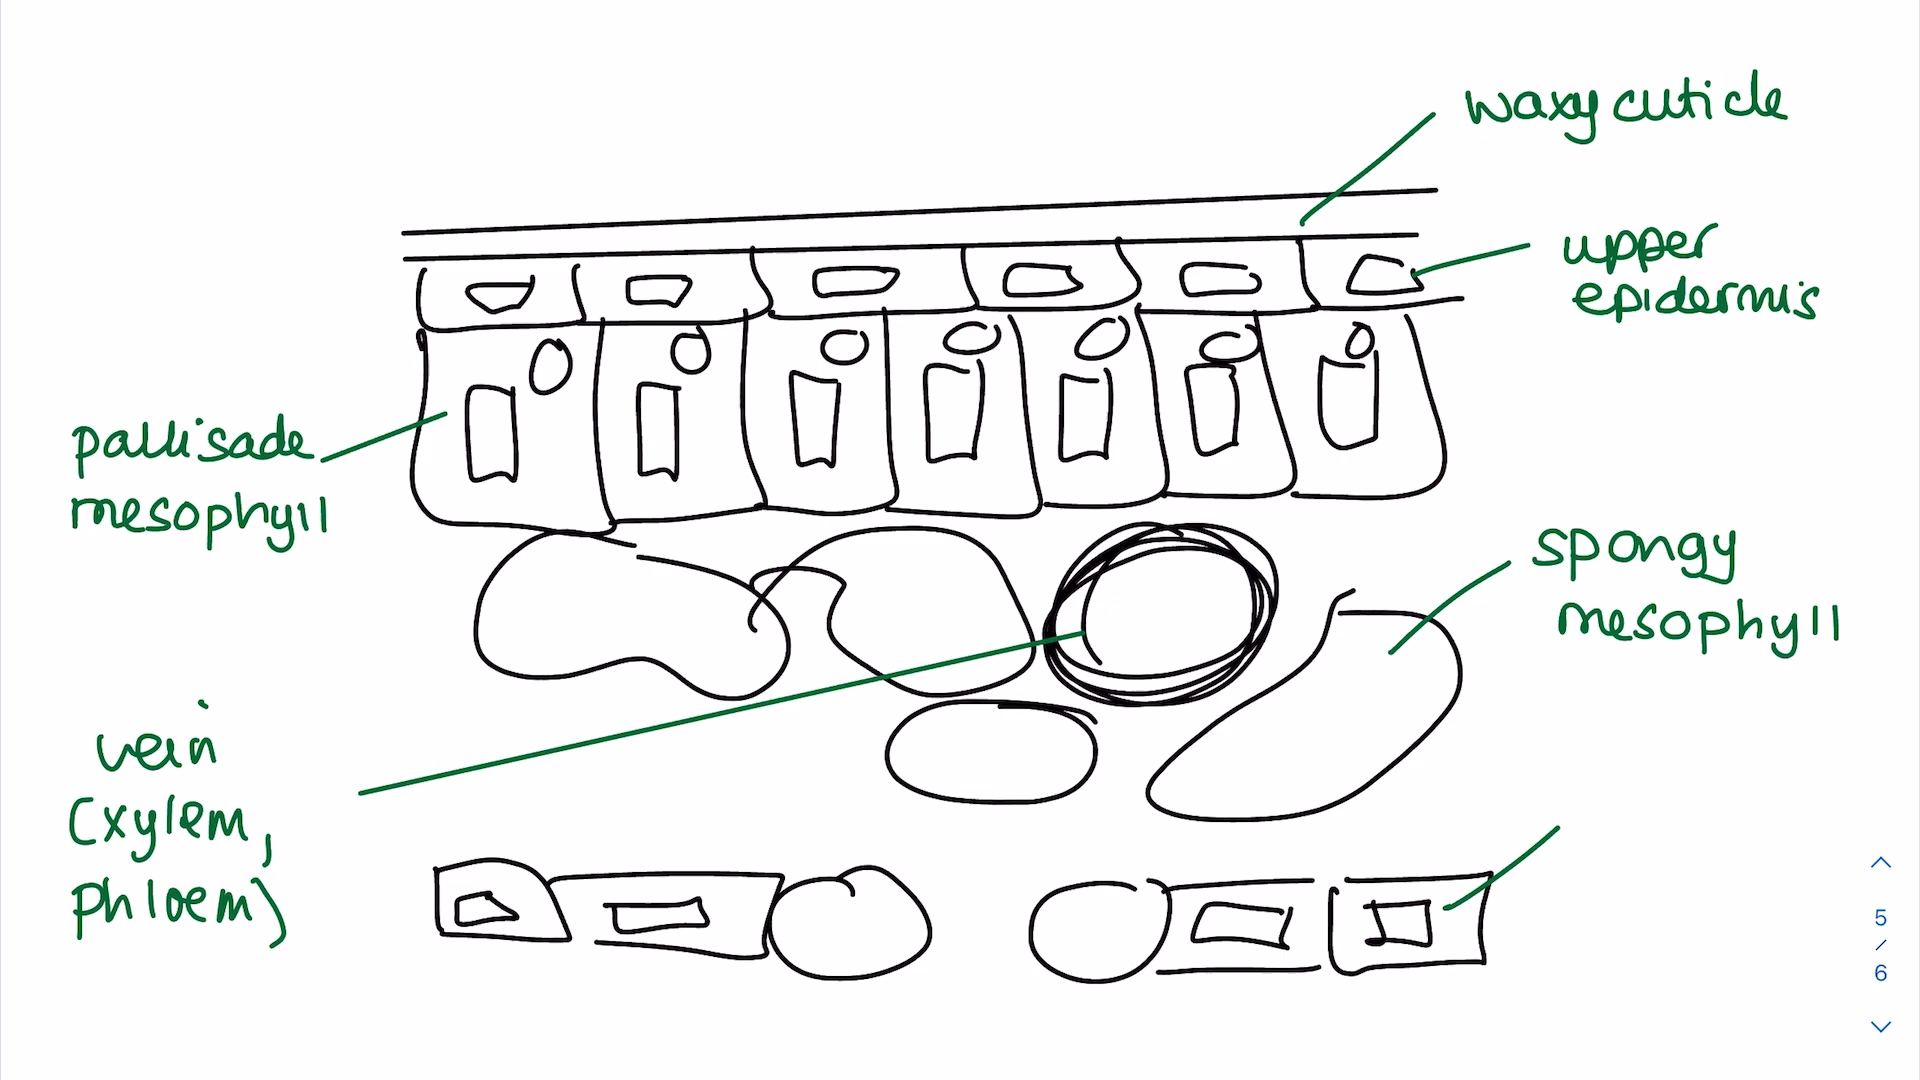 waxy cuticle
upper
epidermis
pallisade
mesophyll
spongy
mesophyll
vein
(xylem,
phloem)
5
/
6